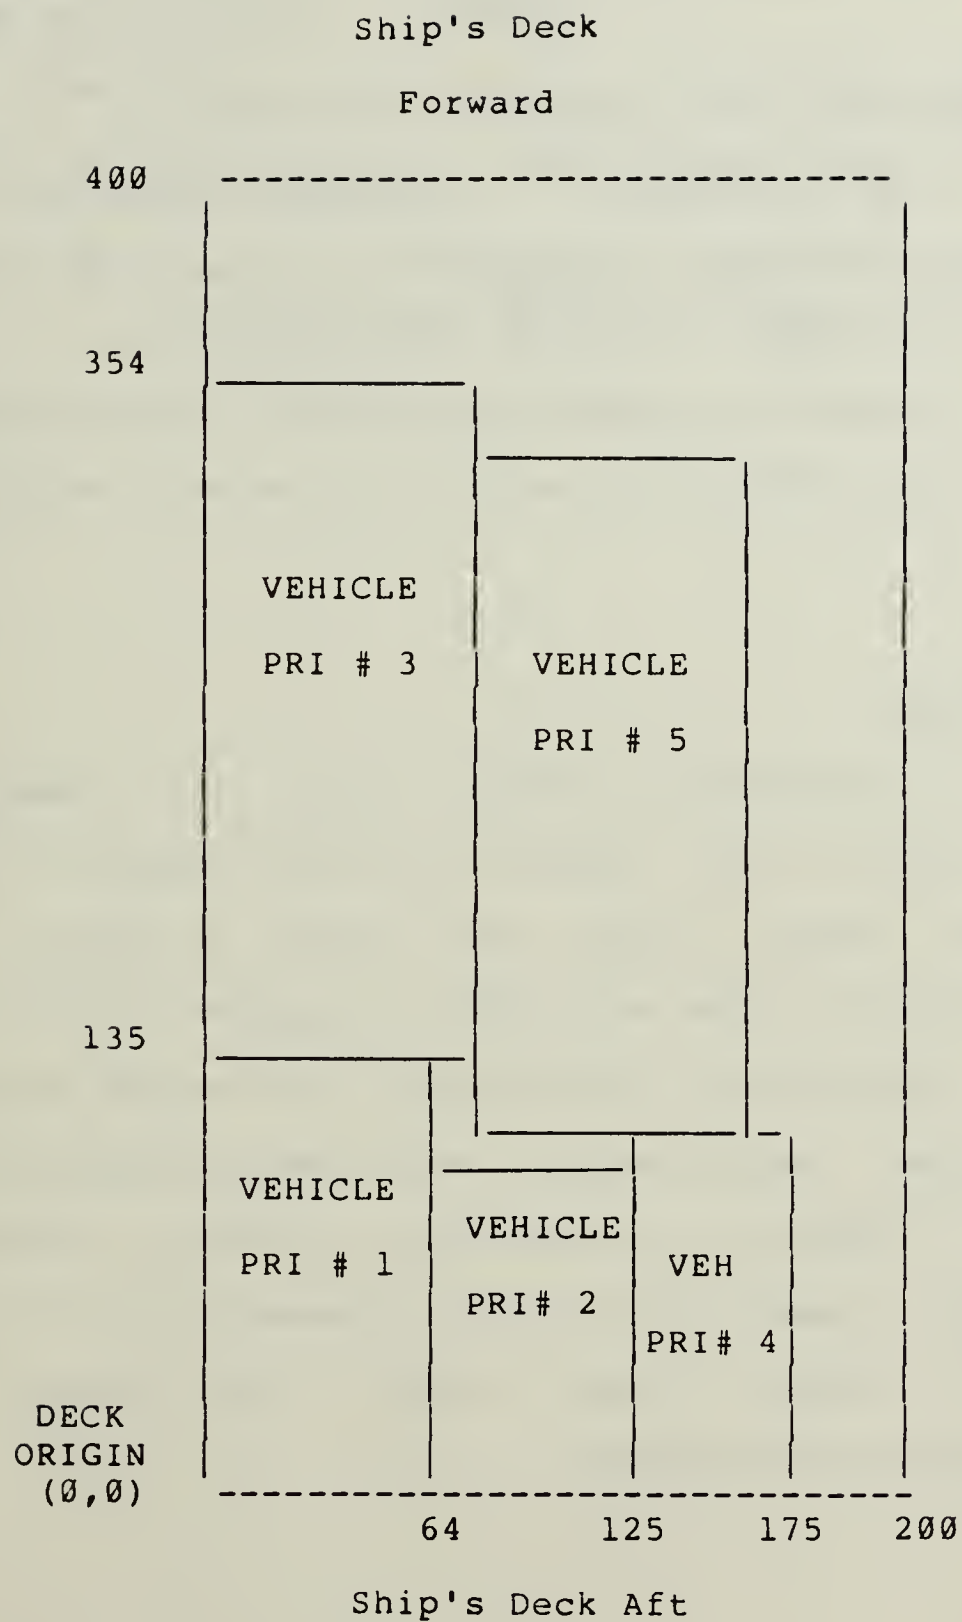 Ship's Deck
Forward
400
354
VEHICLE
PRI # 3
VEHICLE
PRI # 5
135
VEHICLE
PRI # 1
VEHICLE
PRI# 2
VEH
PRI# 4
DECK
ORIGIN
(0,0)
64 125 175 200
Ship's Deck Aft